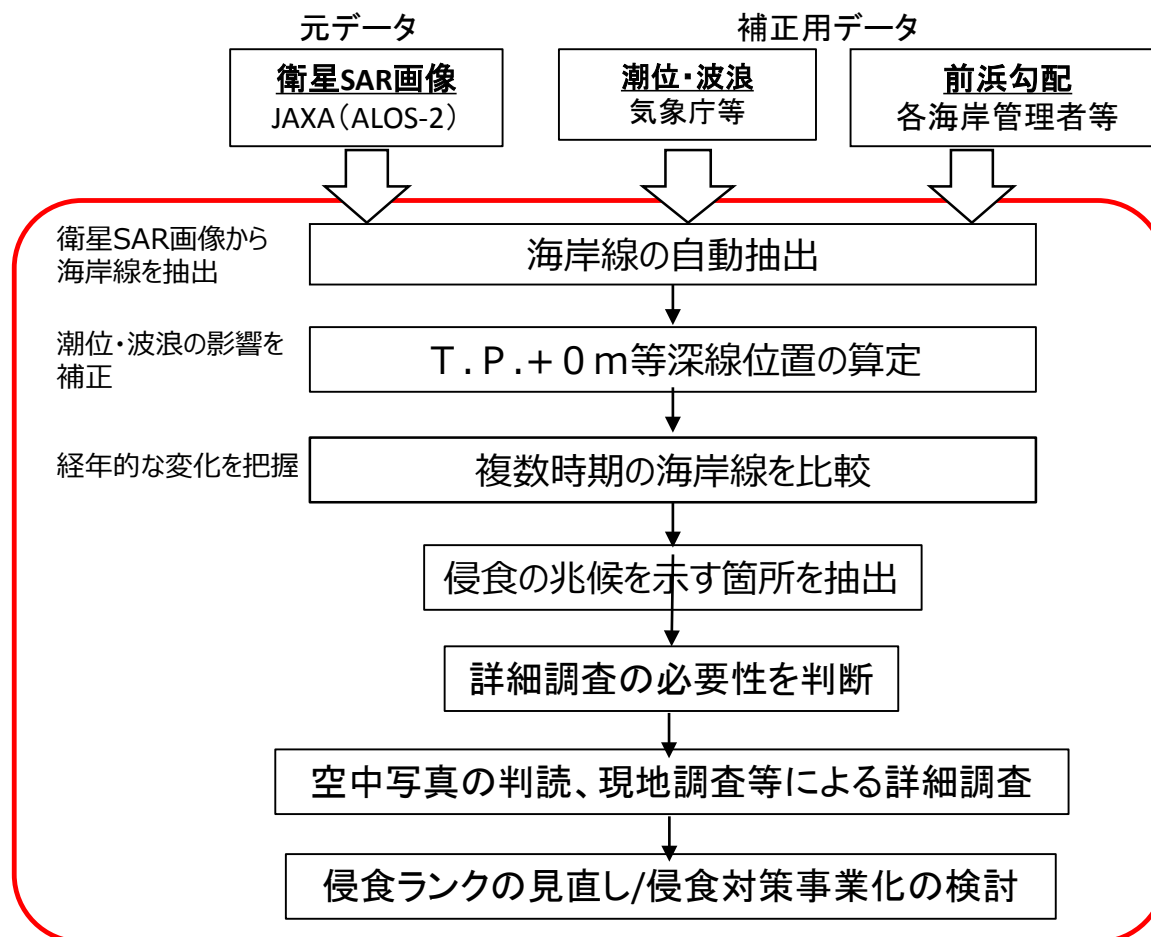 元データ
補正用データ
衛星SAR画像
JAXA（ALOS-2）
潮位・波浪
気象庁等
前浜勾配
各海岸管理者等
衛星SAR画像から
海岸線を抽出
海岸線の自動抽出
潮位・波浪の影響を
補正
Ｔ.Ｐ.＋０ｍ等深線位置の算定
経年的な変化を把握
複数時期の海岸線を比較
侵食の兆候を示す箇所を抽出
詳細調査の必要性を判断
空中写真の判読、現地調査等による詳細調査
侵食ランクの見直し/侵食対策事業化の検討